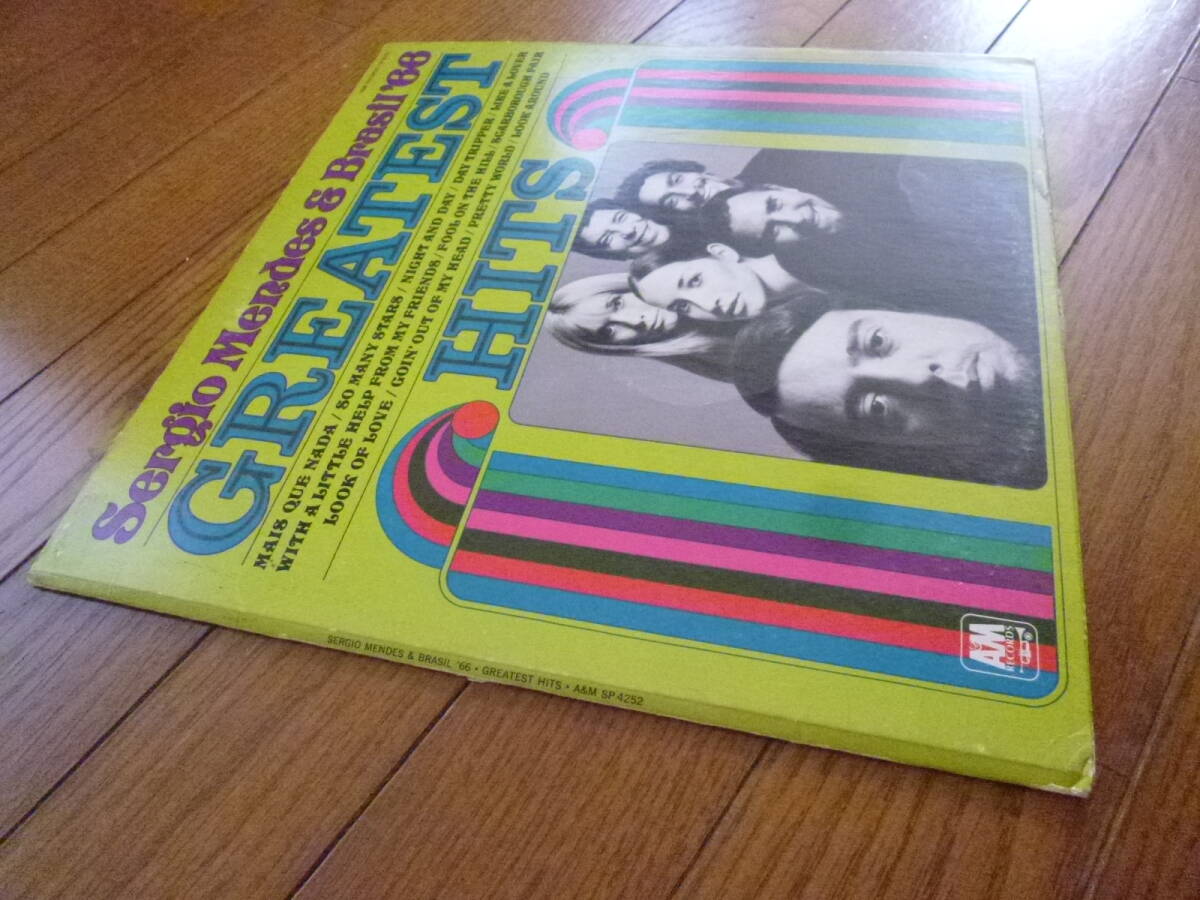 Sergio Mendes & Brasil '66
GREATEST
MAIS QUE NADA / SO MANY STARS / NIGHT AND DAY / DAY TRIPPER / LIKE A LOVER
WITH A LITTLE HELP FROM MY FRIENDS / FOOL ON THE HILL / SCARBOROUGH FAIR
LOOK OF LOVE / GOIN' OUT OF MY HEAD / PRETTY WORLD / LOOK AROUND
HITS
A&M
RECORDS
SERGIO MENDES & BRASIL '66 • GREATEST HITS • A&M SP 4252